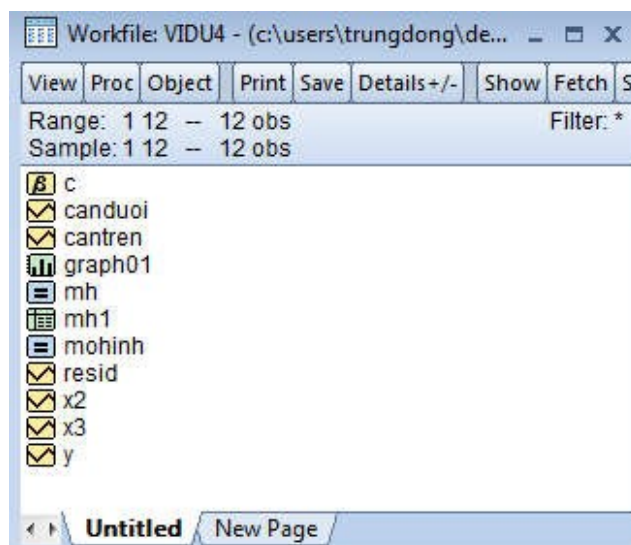 Workfile: VIDU4 - (c:\users\trungdong\de...
View Proc Object Print Save Details+/- Show Fetch S
Range: 1 12 -- 12 obs Filter: *
Sample: 1 12 -- 12 obs
β c
canduoi
cantren
graph01
mh
mh1
mohinh
resid
x2
x3
y
Untitled New Page